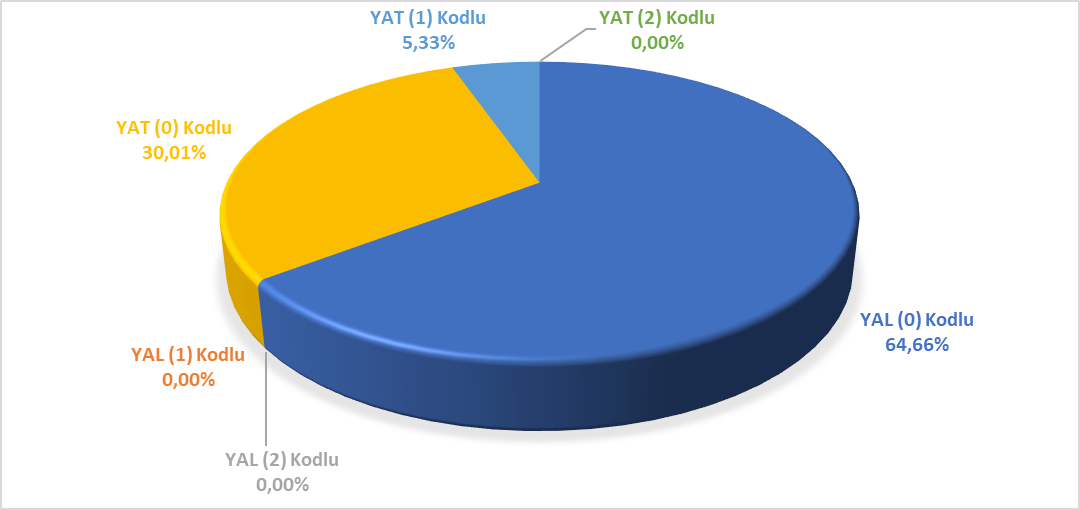 YAT (1) Kodlu
5,33%
YAT (2) Kodlu
0,00%
YAT (0) Kodlu
30,01%
YAL (0) Kodlu
64,66%
YAL (1) Kodlu
0,00%
YAL (2) Kodlu
0,00%